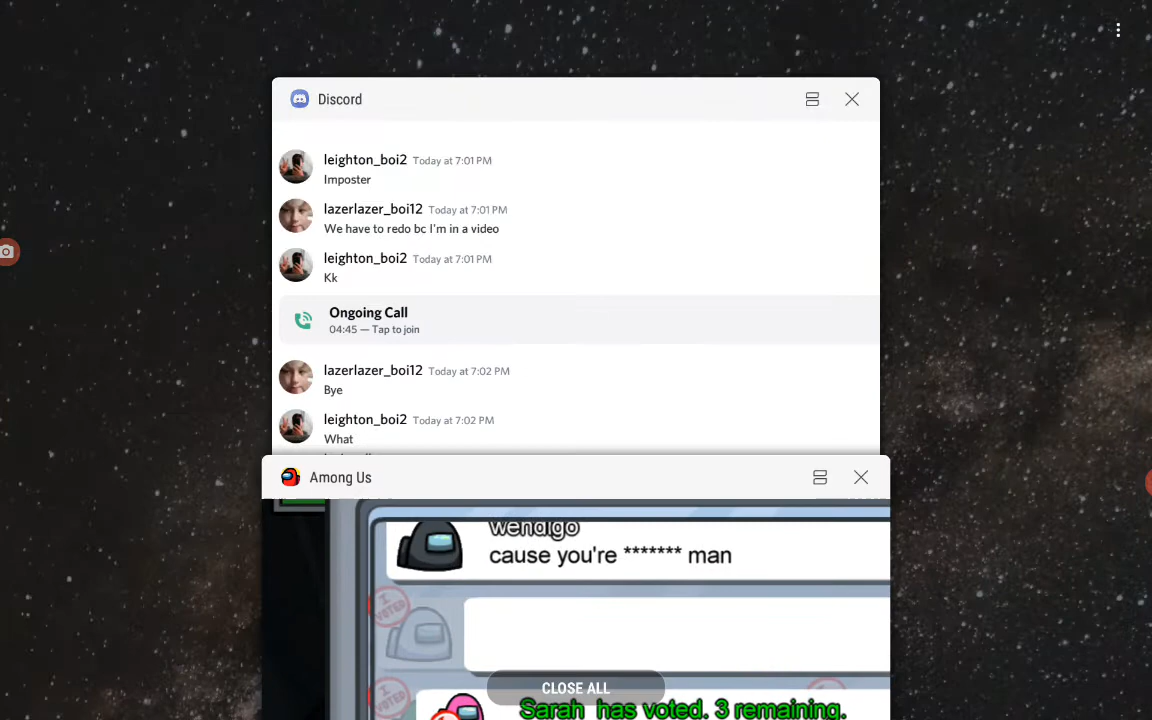 Discord
leighton_boi2 Today at 7:01 PM
Imposter
lazerlazer_boi12 Today at 7:01 PM
We have to redo bc I'm in a video
leighton_boi2 Today at 7:01 PM
Kk
Ongoing Call
04:45 — Tap to join
lazerlazer_boi12 Today at 7:02 PM
Bye
leighton_boi2 Today at 7:02 PM
What
Among Us
wendigo
cause you're ******* man
I VOTED
I VOTED
CLOSE ALL
Sarah has voted. 3 remaining.